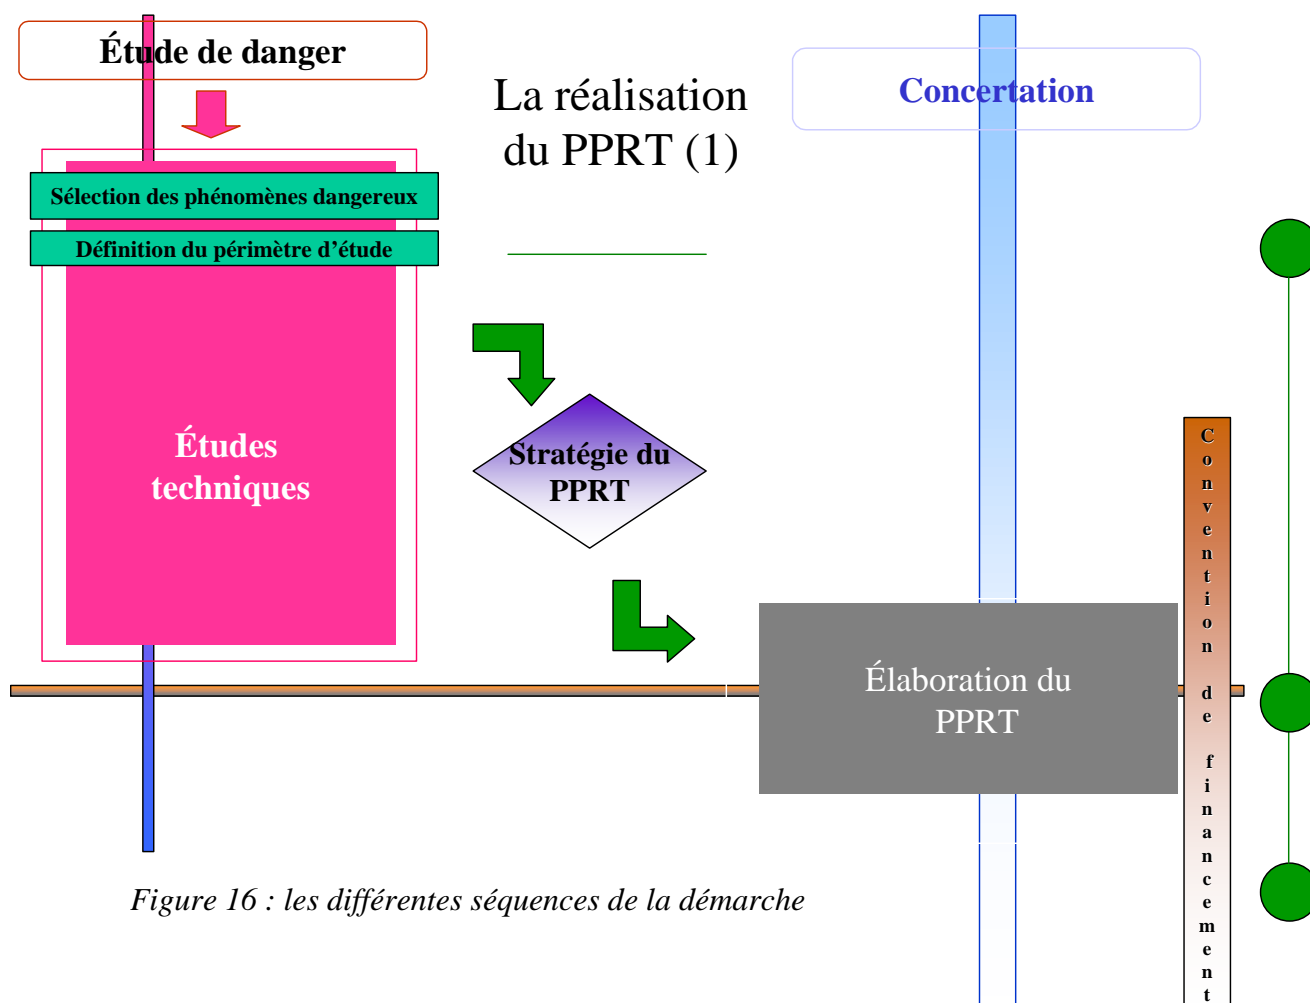 Étude de danger
La réalisation
du PPRT (1)
Concertation
Sélection des phénomènes dangereux
Définition du périmètre d’étude
Études
techniques
Stratégie du
PPRT
Élaboration du
PPRT
Convention de financement
Figure 16 : les différentes séquences de la démarche